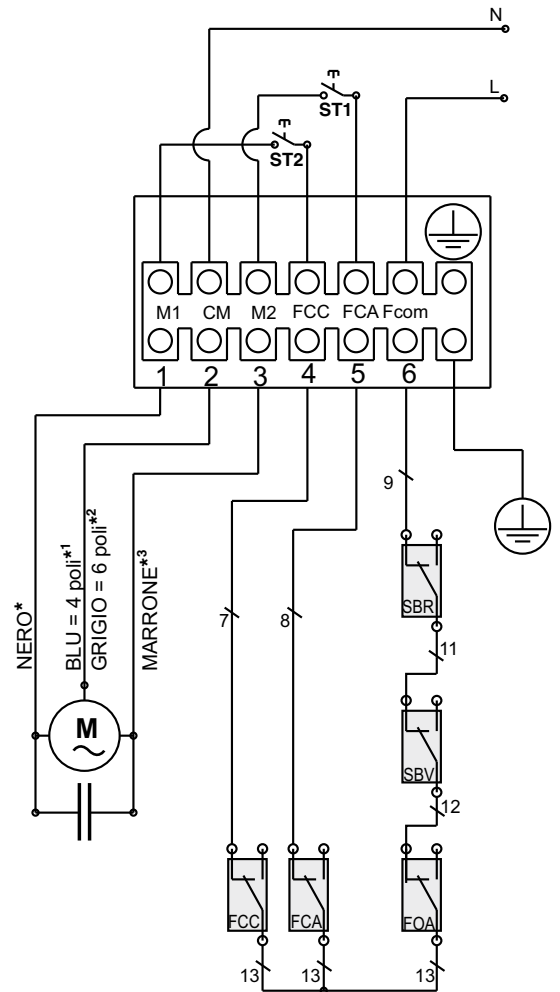 N
L
ST1
ST2
M1 CM M2 FCC FCA Fcom
1 2 3 4 5 6
9
NERO*
BLU = 4 poli*1
GRIGIO = 6 poli*2
MARRONE*3
7
8
SBR
11
M
SBV
12
FCC
FCA
FOA
13
13
13